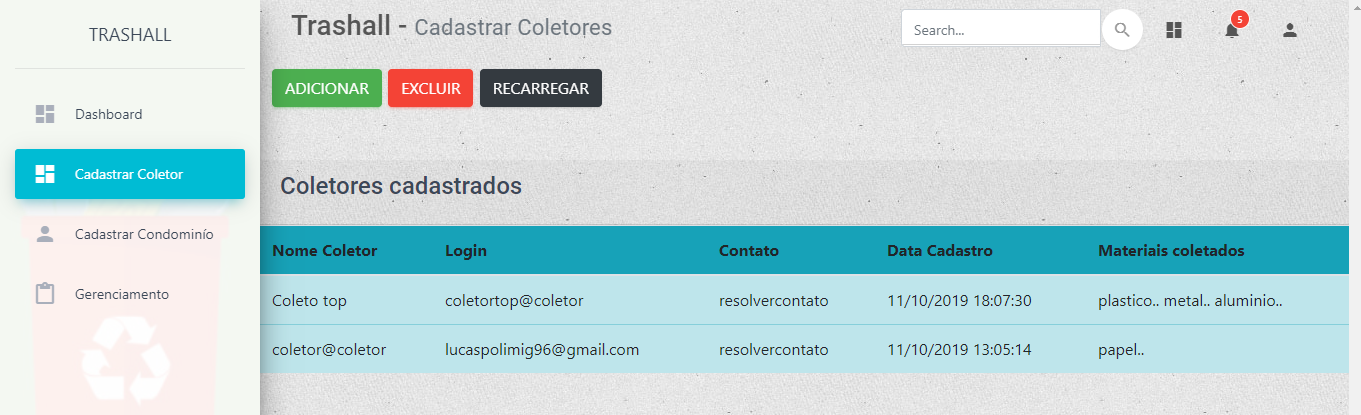 TRASHALL
Dashboard
Cadastrar Coletor
Cadastrar Condominío
Gerenciamento
Trashall - Cadastrar Coletores
Search...
5
ADICIONAR EXCLUIR RECARREGAR
Coletores cadastrados
Nome Coletor Login Contato Data Cadastro Materiais coletados
Coleto top coletortop@coletor resolvercontato 11/10/2019 18:07:30 plastico.. metal.. aluminio..
coletor@coletor lucaspolimig96@gmail.com resolvercontato 11/10/2019 13:05:14 papel..